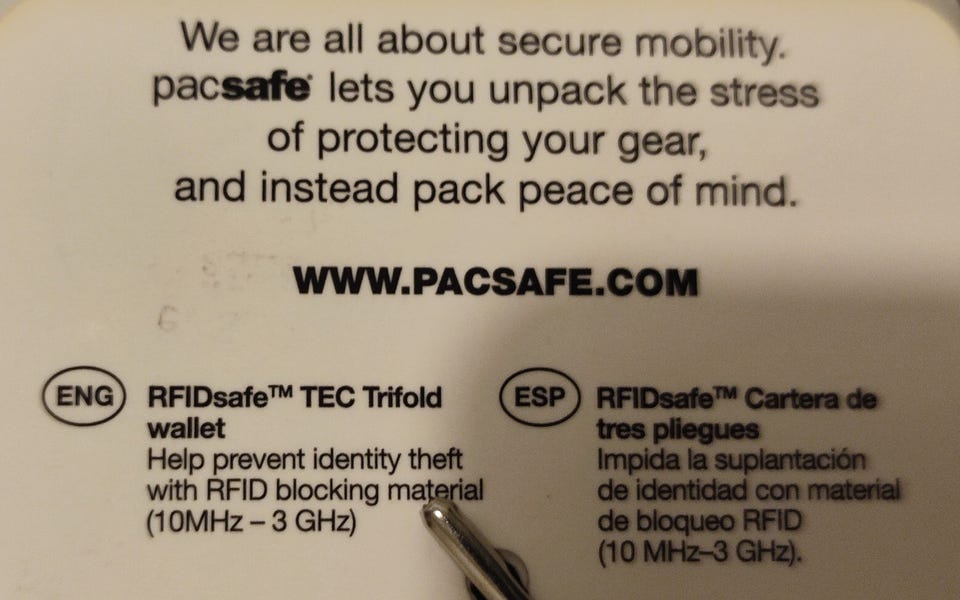 We are all about secure mobility.
pacsafe® lets you unpack the stress
of protecting your gear,
and instead pack peace of mind.
WWW.PACSAFE.COM
ENG
RFIDsafe™ TEC Trifold
wallet
Help prevent identity theft
with RFID blocking material
(10MHz – 3 GHz)
ESP
RFIDsafe™ Cartera de
tres pliegues
Impida la suplantación
de identidad con material
de bloqueo RFID
(10 MHz–3 GHz).